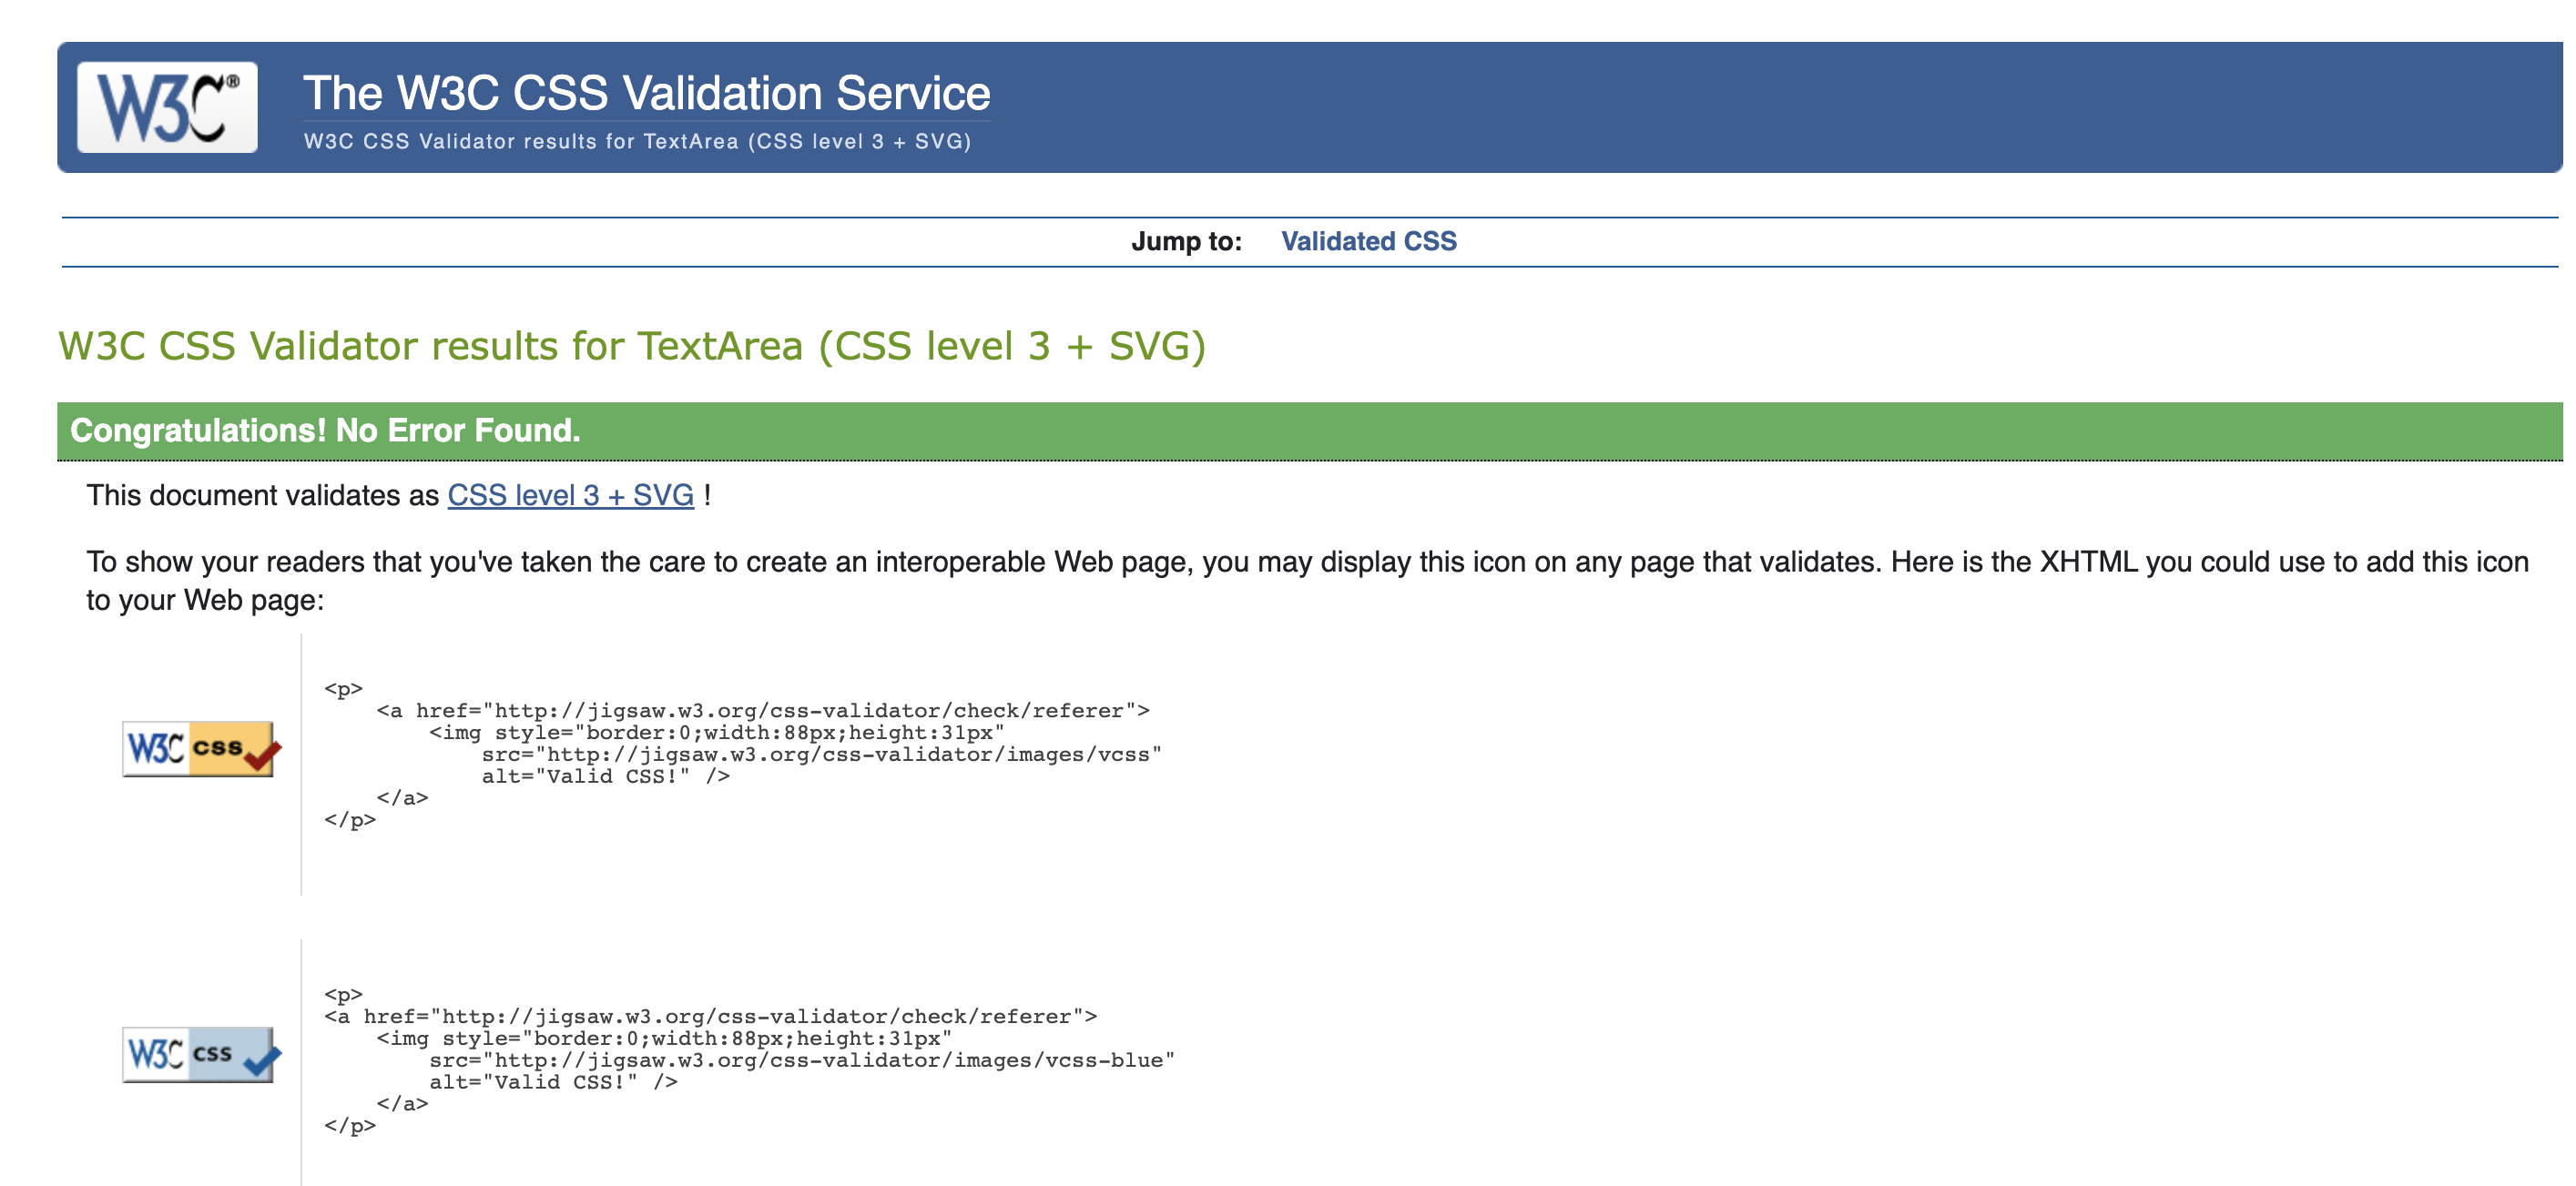 W3C®
The W3C CSS Validation Service
W3C CSS Validator results for TextArea (CSS level 3 + SVG)
Jump to: Validated CSS
W3C CSS Validator results for TextArea (CSS level 3 + SVG)
Congratulations! No Error Found.
This document validates as CSS level 3 + SVG !
To show your readers that you've taken the care to create an interoperable Web page, you may display this icon on any page that validates. Here is the XHTML you could use to add this icon
to your Web page:
W3C css
<p>
    <a href="http://jigsaw.w3.org/css-validator/check/referer">
        <img style="border:0;width:88px;height:31px"
            src="http://jigsaw.w3.org/css-validator/images/vcss"
            alt="Valid CSS!" />
    </a>
</p>
W3C css
<p>
<a href="http://jigsaw.w3.org/css-validator/check/referer">
    <img style="border:0;width:88px;height:31px"
        src="http://jigsaw.w3.org/css-validator/images/vcss-blue"
        alt="Valid CSS!" />
    </a>
</p>